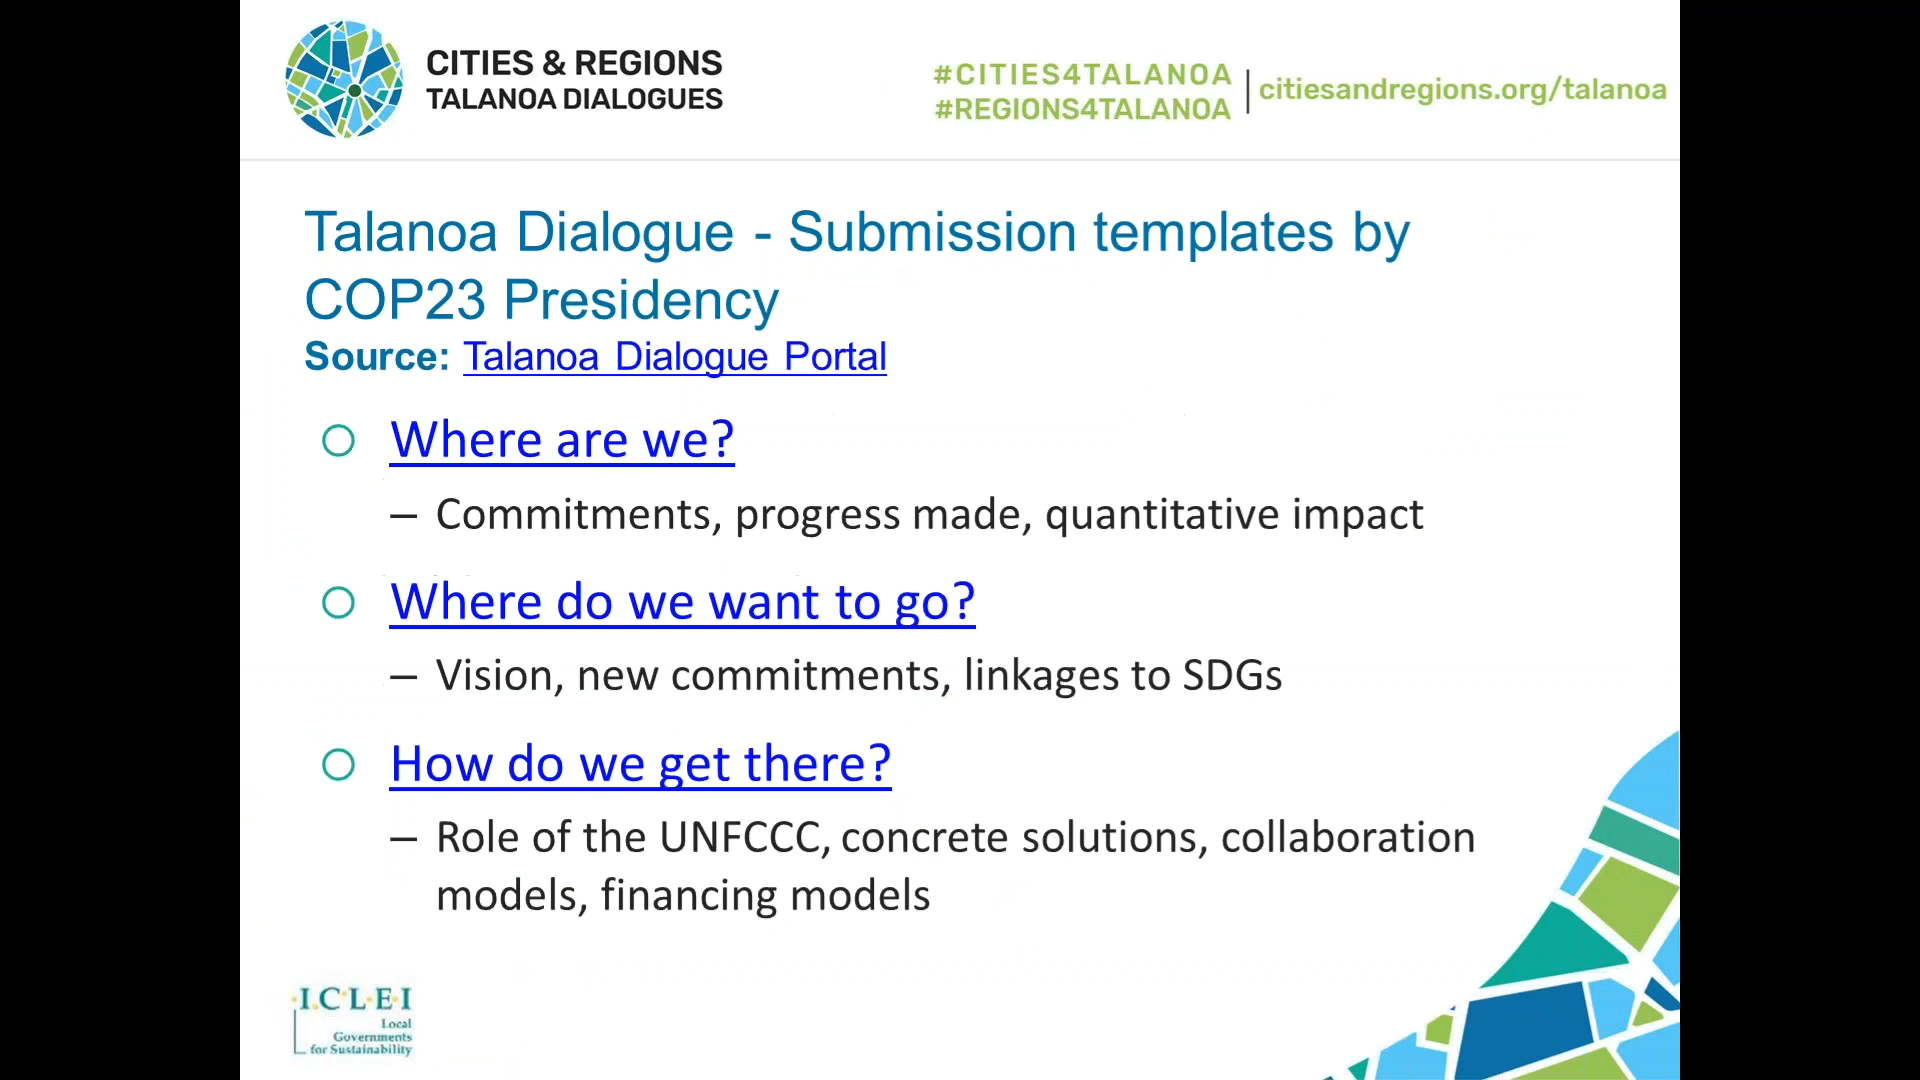 CITIES & REGIONS
TALANOA DIALOGUES
#CITIES4TALANOA
#REGIONS4TALANOA
citiesandregions.org/talanoa
Talanoa Dialogue - Submission templates by
COP23 Presidency
Source: Talanoa Dialogue Portal
Where are we?
– Commitments, progress made, quantitative impact
Where do we want to go?
– Vision, new commitments, linkages to SDGs
How do we get there?
– Role of the UNFCCC, concrete solutions, collaboration
models, financing models
·I.C·L·E·I
Local
Governments
for Sustainability